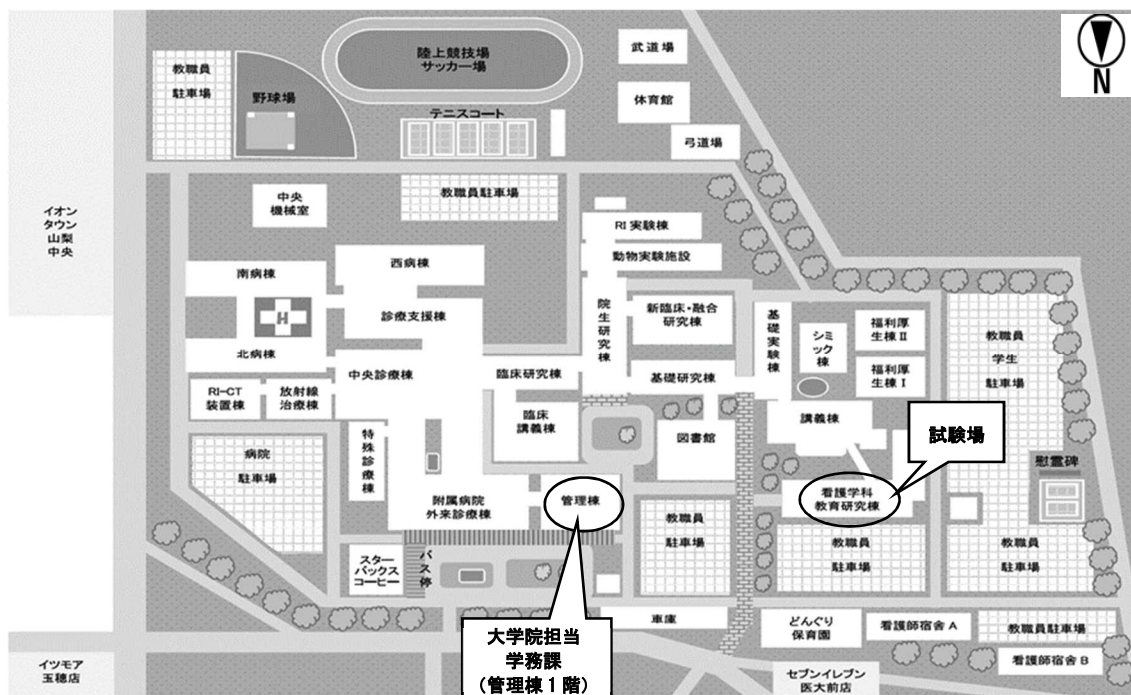 教職員
駐車場
野球場
陸上競技場
サッカー場
テニスコート
武道場
体育館
弓道場
N
イオン
タウン
山梨
中央
中央
機械室
教職員駐車場
RI 実験棟
動物実験施設
南病棟
西病棟
H
診療支援棟
院生研究棟
新臨床・融合
研究棟
基礎実験棟
シミック棟
福利厚
生棟Ⅱ
福利厚
生棟Ⅰ
教職員
学生
駐車場
北病棟
中央診療棟
臨床研究棟
基礎研究棟
RI-CT
装置棟
放射線
治療棟
臨床
講義棟
図書館
講義棟
試験場
慰霊碑
病院
駐車場
特殊診療棟
附属病院
外来診療棟
管理棟
教職員
駐車場
看護学科
教育研究棟
教職員
駐車場
教職員
駐車場
スター
バックス
コーヒー
バス停
大学院担当
学務課
(管理棟1階)
車庫
どんぐり
保育園
看護師宿舎A
教職員駐車場
看護師宿舎B
イツモア
玉穂店
セブンイレブン
医大前店